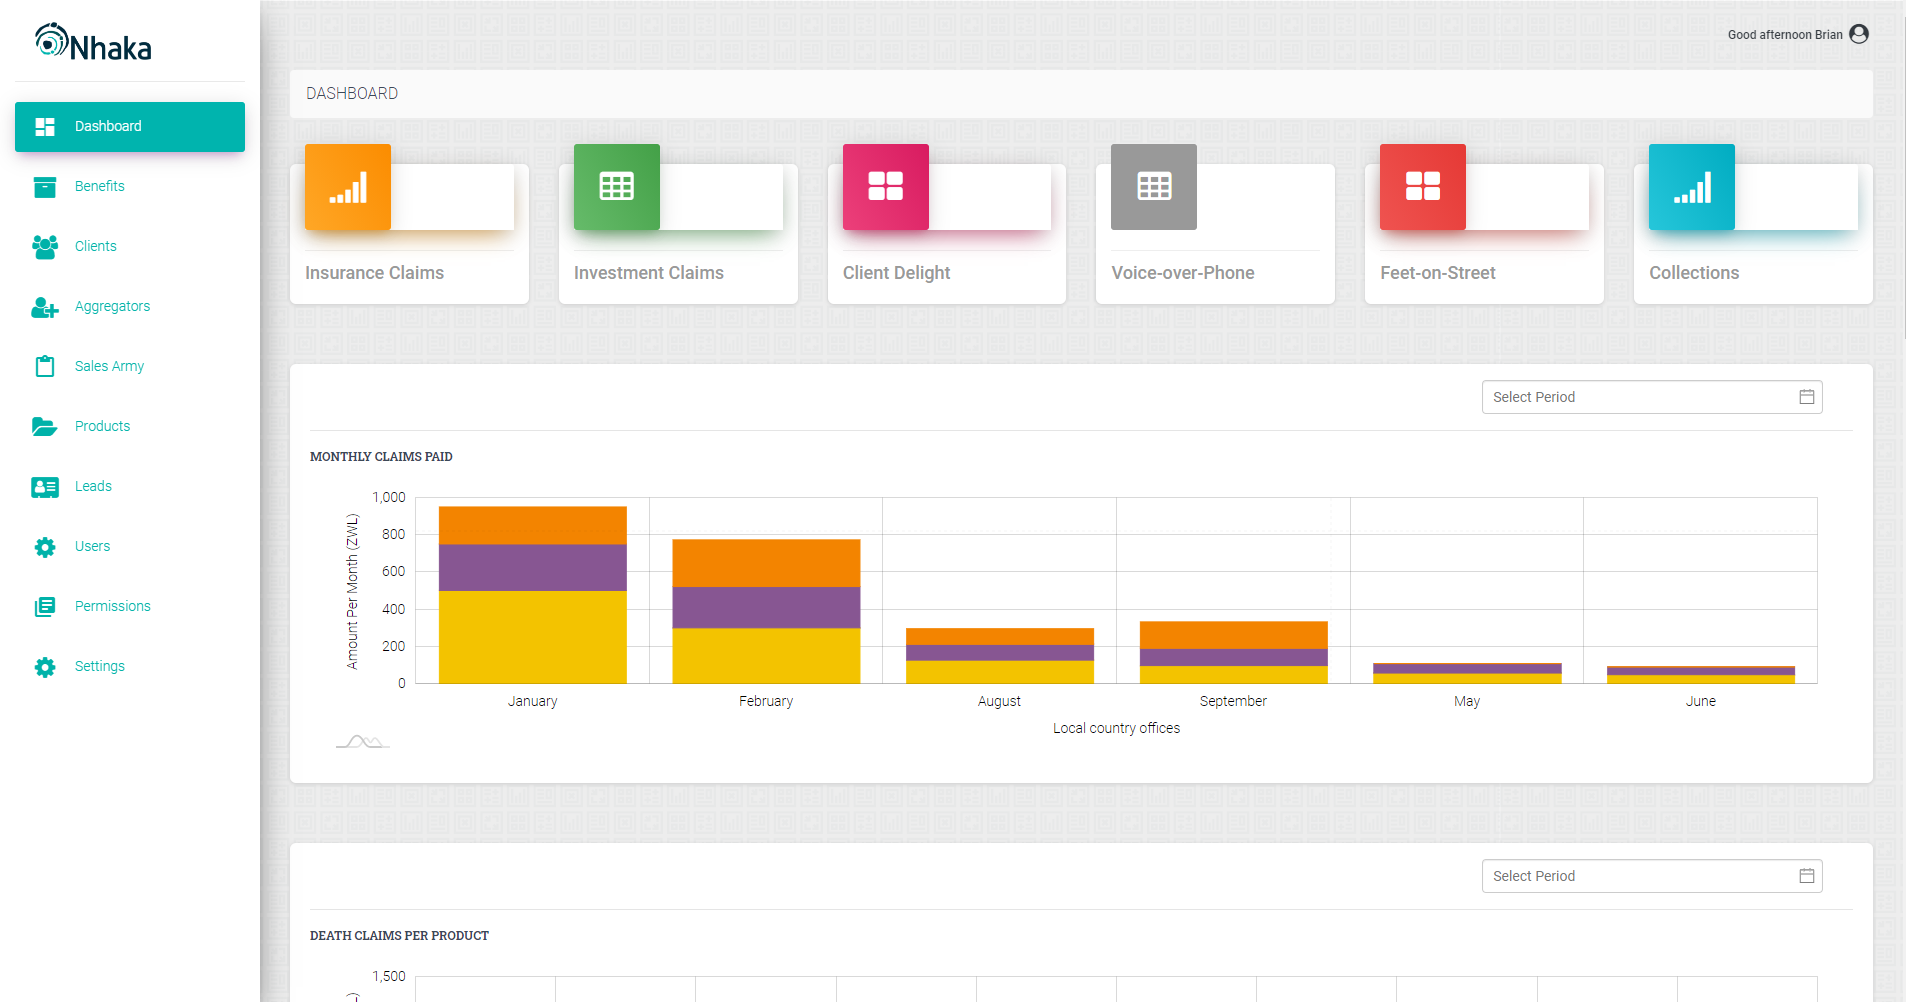 Nhaka
Good afternoon Brian
DASHBOARD
Dashboard
Benefits
Clients
Aggregators
Sales Army
Products
Leads
Users
Permissions
Settings
Insurance Claims
Investment Claims
Client Delight
Voice-over-Phone
Feet-on-Street
Collections
Select Period
MONTHLY CLAIMS PAID
Amount Per Month (ZWL)
1,000
800
600
400
200
0
January
February
August
September
May
June
Local country offices
Select Period
DEATH CLAIMS PER PRODUCT
1,500